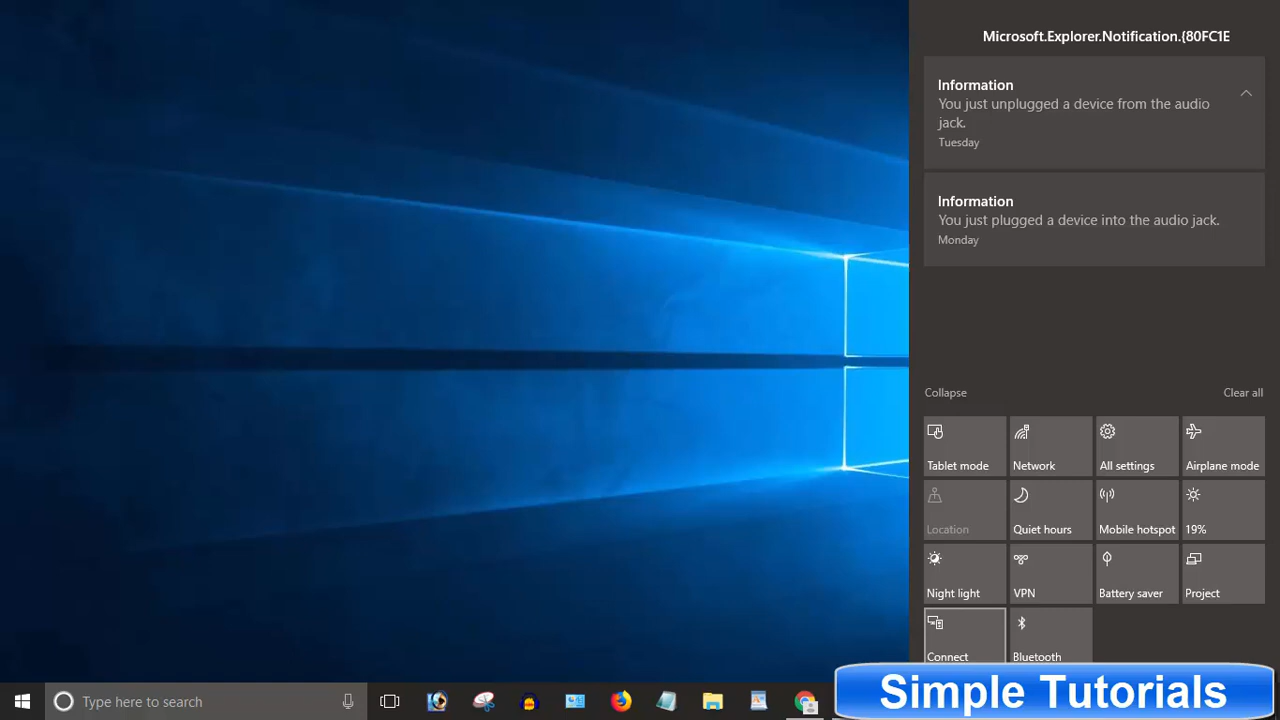 Microsoft.Explorer.Notification.{80FC1E
Information
You just unplugged a device from the audio
jack.
Tuesday
Information
You just plugged a device into the audio jack.
Monday
Collapse
Clear all
Tablet mode
Network
All settings
Airplane mode
Location
Quiet hours
Mobile hotspot
19%
Night light
VPN
Battery saver
Project
Connect
Bluetooth
Type here to search
Simple Tutorials